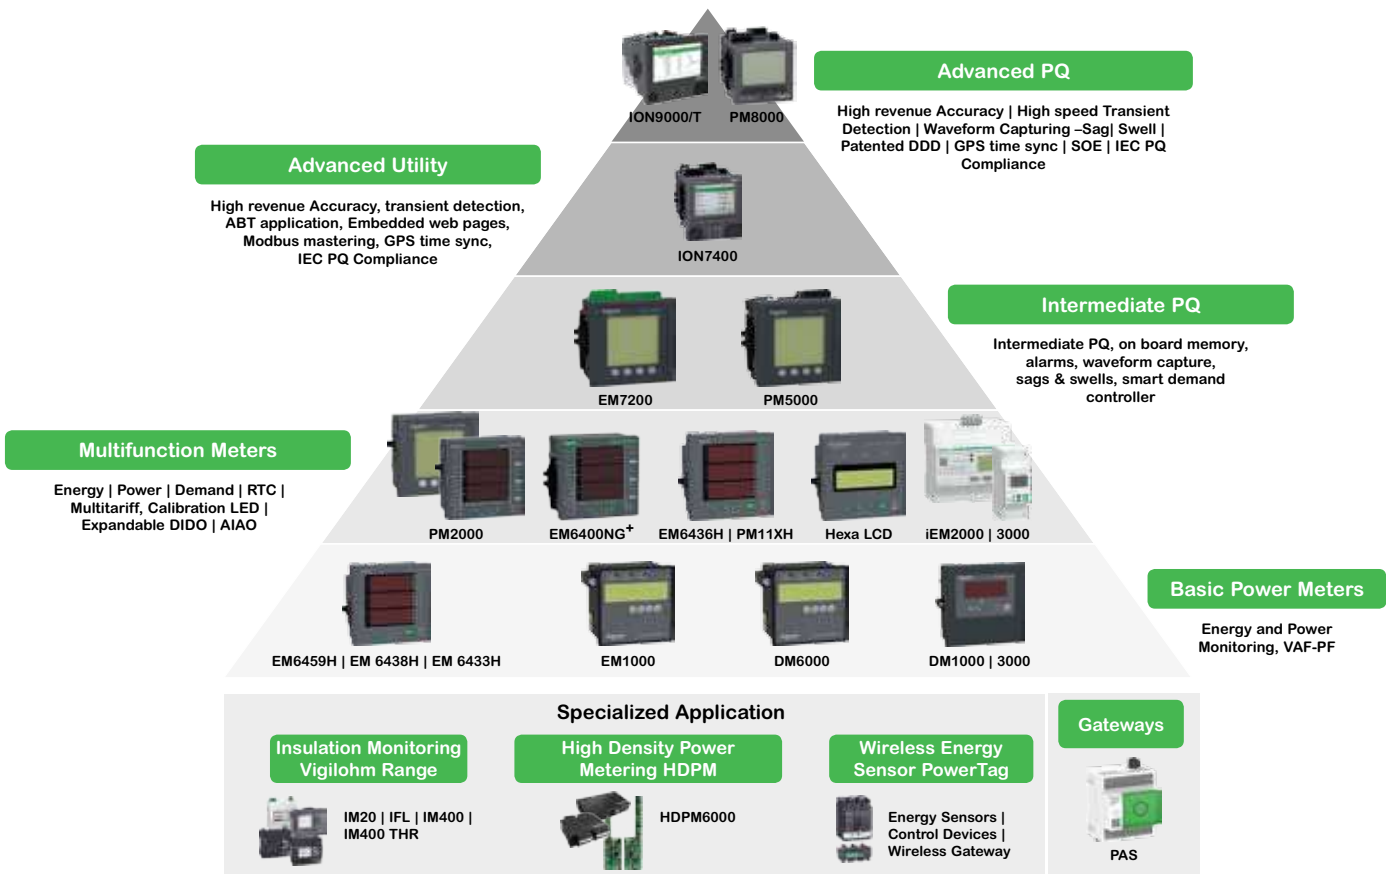 Advanced PQ
High revenue Accuracy | High speed Transient
Detection | Waveform Capturing –Sag| Swell |
Patented DDD | GPS time sync | SOE | IEC PQ
Compliance
ION9000/T
PM8000
Advanced Utility
High revenue Accuracy, transient detection,
ABT application, Embedded web pages,
Modbus mastering, GPS time sync,
IEC PQ Compliance
ION7400
Intermediate PQ
Intermediate PQ, on board memory,
alarms, waveform capture,
sags & swells, smart demand
controller
EM7200
PM5000
Multifunction Meters
Energy | Power | Demand | RTC |
Multitariff, Calibration LED |
Expandable DIDO | AIAO
PM2000
EM6400NG+
EM6436H | PM11XH
Hexa LCD
iEM2000 | 3000
Basic Power Meters
Energy and Power
Monitoring, VAF-PF
EM6459H | EM 6438H | EM 6433H
EM1000
DM6000
DM1000 | 3000
Specialized Application
Insulation Monitoring
Vigilohm Range
IM20 | IFL | IM400 |
IM400 THR
High Density Power
Metering HDPM
HDPM6000
Wireless Energy
Sensor PowerTag
Energy Sensors |
Control Devices |
Wireless Gateway
Gateways
PAS